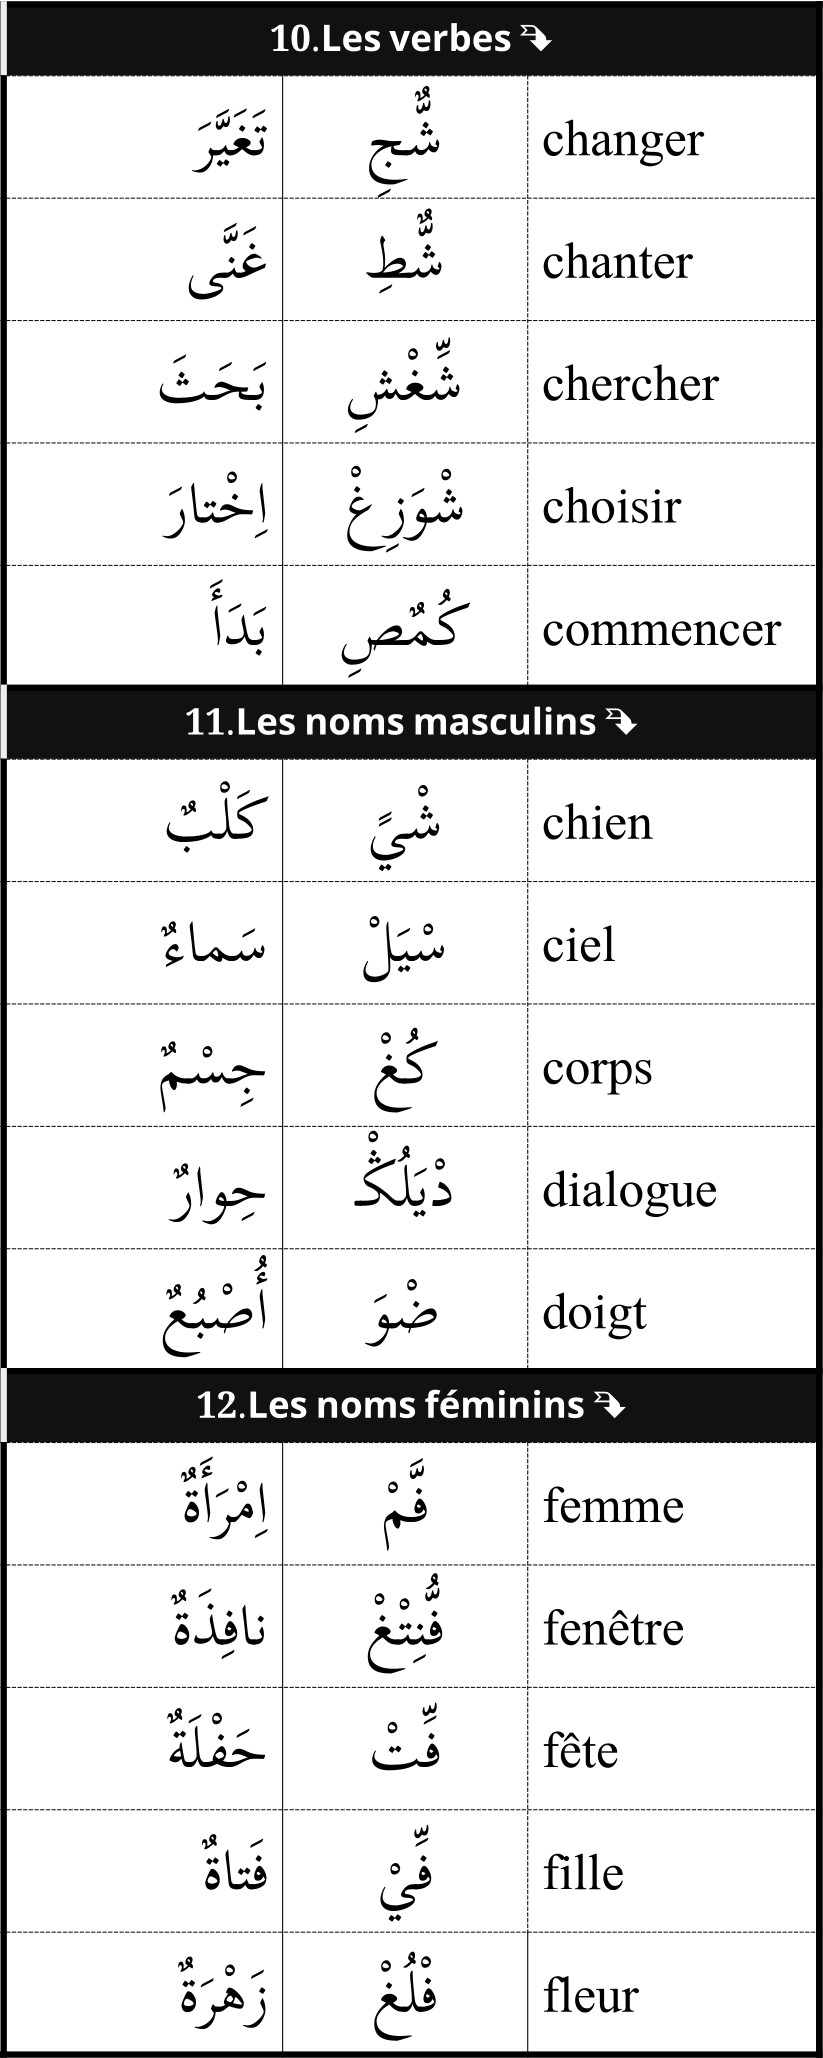 10.Les verbes
changer شٌّجِ تَغَيَّرَ
chanter شٌّطِ غَنَّى
chercher شِّغْشِ بَحَثَ
choisir شْوَزِغْ اِخْتارَ
commencer كُمٌصِ بَدَأَ
11.Les noms masculins
chien شْيًٍ كَلْبٌ
ciel سْيَلْ سَماءٌ
corps كُغْ جِسْمٌ
dialogue دْيَلُكْـ حِوارٌ
doigt ضْوَ أُصْبُعٌ
12.Les noms féminins
femme فَّمْ اِمْرَأَةٌ
fenêtre فُّنِتْغْ نافِذَةٌ
fête فِّتْ حَفْلَةٌ
fille فِّيْ فَتاةٌ
fleur فْلُغْ زَهْرَةٌ